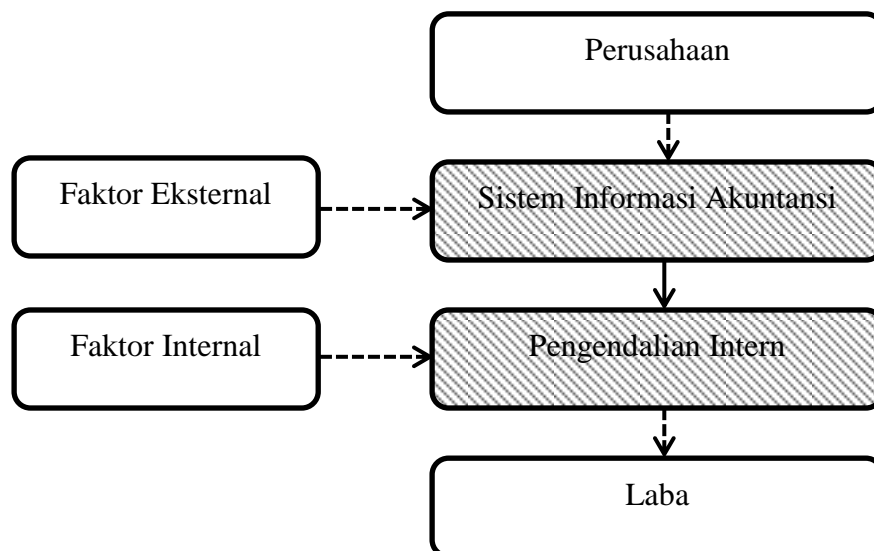 Perusahaan
Faktor Eksternal
Sistem Informasi Akuntansi
Faktor Internal
Pengendalian Intern
Laba